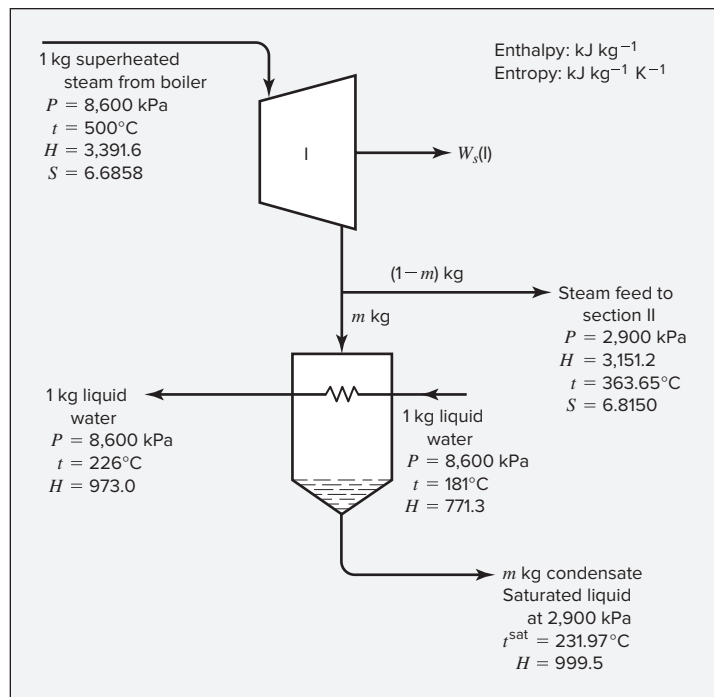 1 kg superheated
steam from boiler
P = 8,600 kPa
t = 500°C
H = 3,391.6
S = 6.6858
Enthalpy: kJ kg⁻¹
Entropy: kJ kg⁻¹ K⁻¹
I
Wₛ(I)
(1−m) kg
m kg
Steam feed to
section II
P = 2,900 kPa
H = 3,151.2
t = 363.65°C
S = 6.8150
1 kg liquid
water
P = 8,600 kPa
t = 226°C
H = 973.0
1 kg liquid
water
P = 8,600 kPa
t = 181°C
H = 771.3
m kg condensate
Saturated liquid
at 2,900 kPa
tˢᵃᵗ = 231.97°C
H = 999.5